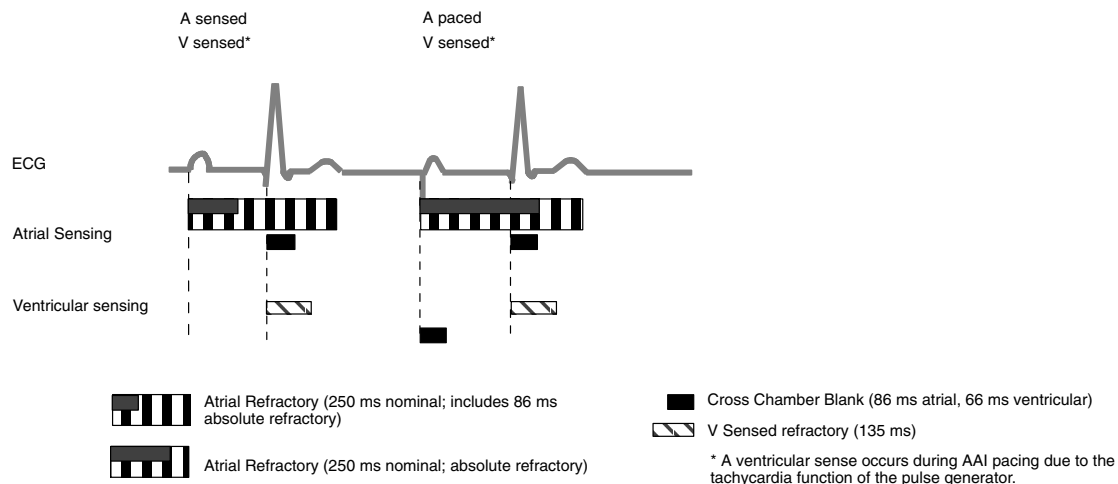 A sensed
V sensed*
A paced
V sensed*
ECG
Atrial Sensing
Ventricular sensing
Atrial Refractory (250 ms nominal; includes 86 ms
absolute refractory)
Atrial Refractory (250 ms nominal; absolute refractory)
Cross Chamber Blank (86 ms atrial, 66 ms ventricular)
V Sensed refractory (135 ms)
* A ventricular sense occurs during AAI pacing due to the
tachycardia function of the pulse generator.